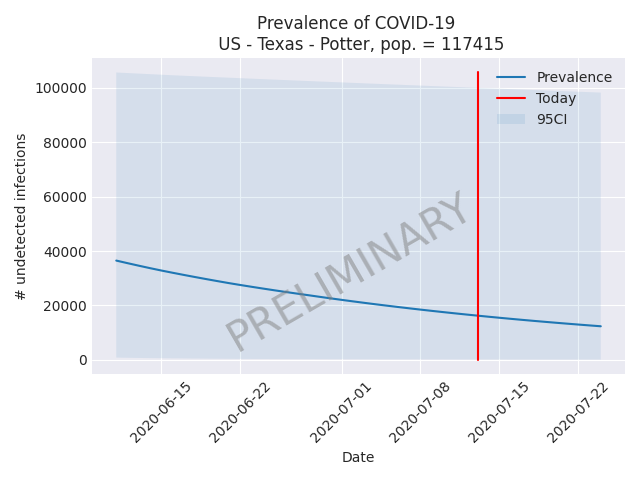 Prevalence of COVID-19
US - Texas - Potter, pop. = 117415
Prevalence
Today
95CI
# undetected infections
100000
80000
60000
40000
20000
0
PRELIMINARY
2020-06-15
2020-06-22
2020-07-01
2020-07-08
2020-07-15
2020-07-22
Date